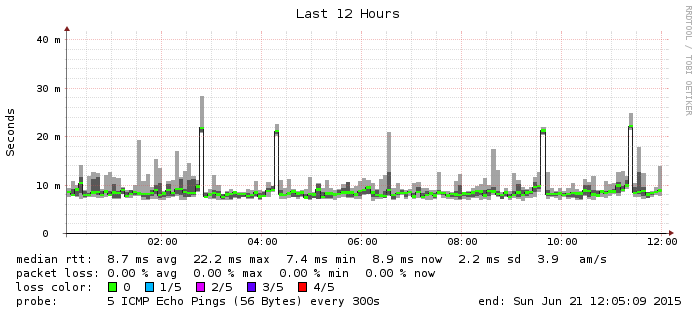 Last 12 Hours
RRDTOOL / TOBI OETIKER
Seconds
40 m
30 m
20 m
10 m
0
02:00 04:00 06:00 08:00 10:00 12:00
median rtt: 8.7 ms avg 22.2 ms max 7.4 ms min 8.9 ms now 2.2 ms sd 3.9 am/s
packet loss: 0.00 % avg 0.00 % max 0.00 % min 0.00 % now
loss color: 0 1/5 2/5 3/5 4/5
probe: 5 ICMP Echo Pings (56 Bytes) every 300s end: Sun Jun 21 12:05:09 2015